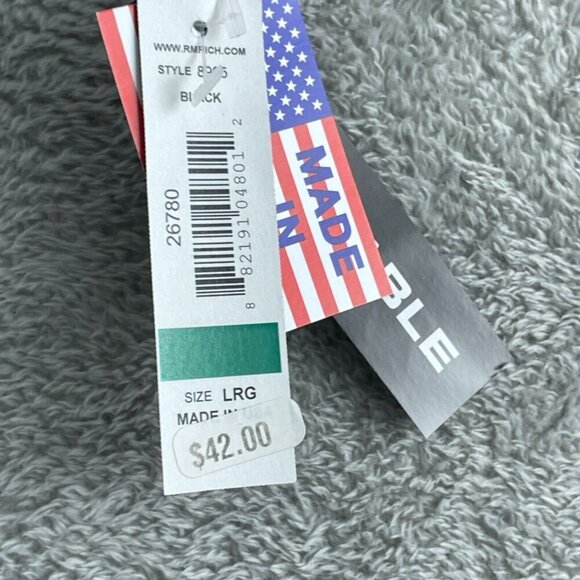 WWW.RMRICH.COM
STYLE
BLACK
26780
8 82191 04801 2
SIZE LRG
MADE IN USA
$42.00
MADE
IN
BLE